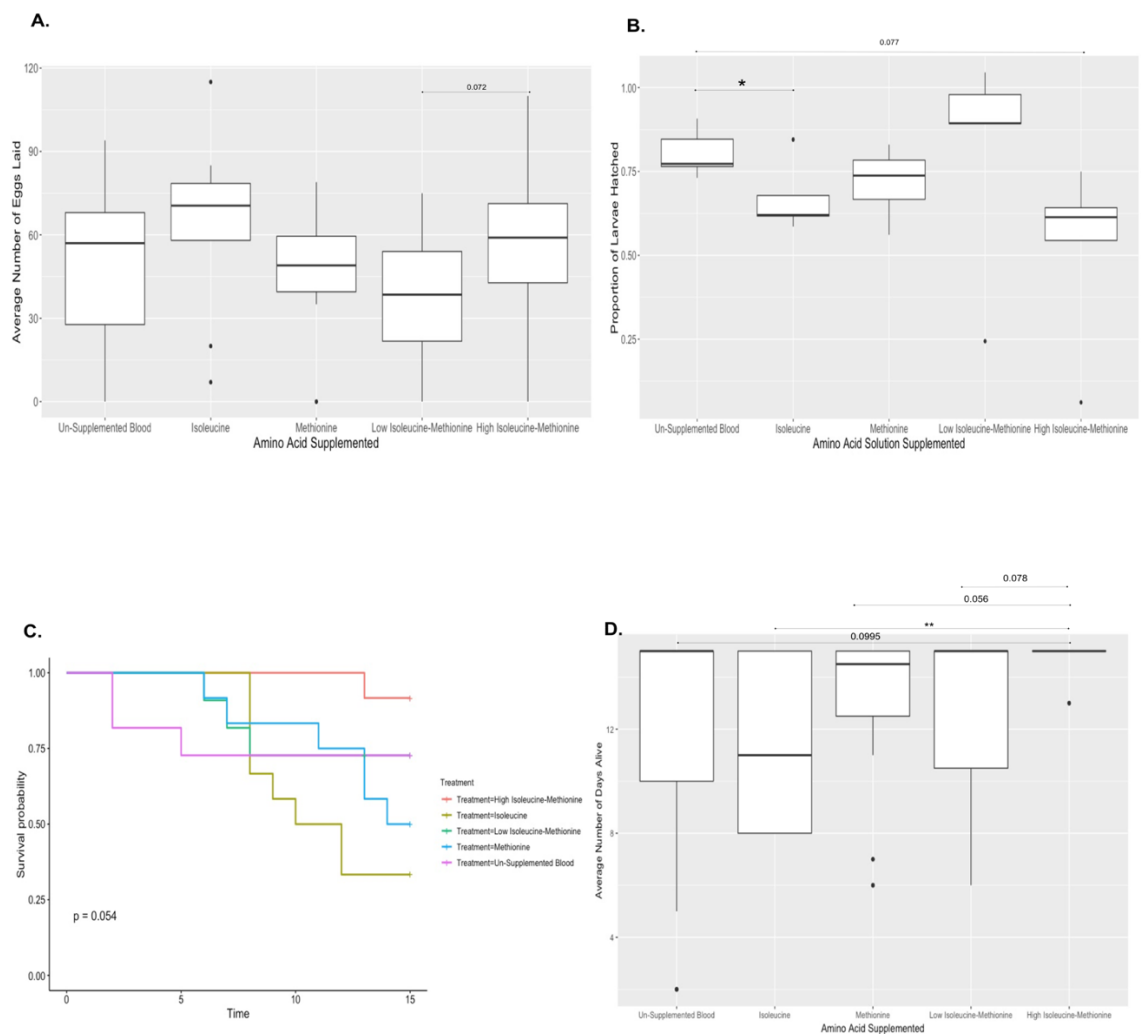 A.
Average Number of Eggs Laid
120
90
60
30
0
0.072
Un-Supplemented Blood
Isoleucine
Methionine
Low Isoleucine-Methionine
High Isoleucine-Methionine
Amino Acid Supplemented
B.
Proportion of Larvae Hatched
1.00
0.75
0.50
0.25
0.077
*
Un-Supplemented Blood
Isoleucine
Methionine
Low Isoleucine-Methionine
High Isoleucine-Methionine
Amino Acid Solution Supplemented
C.
Survival probability
1.00
0.75
0.50
0.25
0.00
p = 0.054
0
5
10
15
Time
Treatment
Treatment=High Isoleucine-Methionine
Treatment=Isoleucine
Treatment=Low Isoleucine-Methionine
Treatment=Methionine
Treatment=Un-Supplemented Blood
D.
0.078
0.056
**
0.0995
Average Number of Days Alive
12
8
4
Un-Supplemented Blood
Isoleucine
Methionine
Low Isoleucine-Methionine
High Isoleucine-Methionine
Amino Acid Supplemented